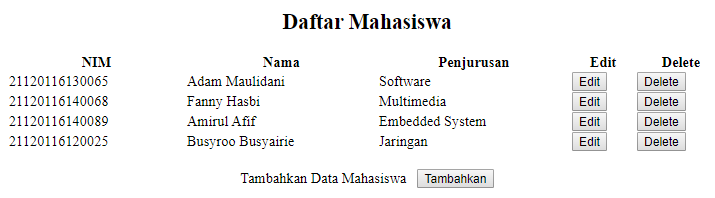 Daftar Mahasiswa
NIM Nama Penjurusan Edit Delete
21120116130065 Adam Maulidani Software Edit Delete
21120116140068 Fanny Hasbi Multimedia Edit Delete
21120116140089 Amirul Afif Embedded System Edit Delete
21120116120025 Busyroo Busyairie Jaringan Edit Delete
Tambahkan Data Mahasiswa Tambahkan